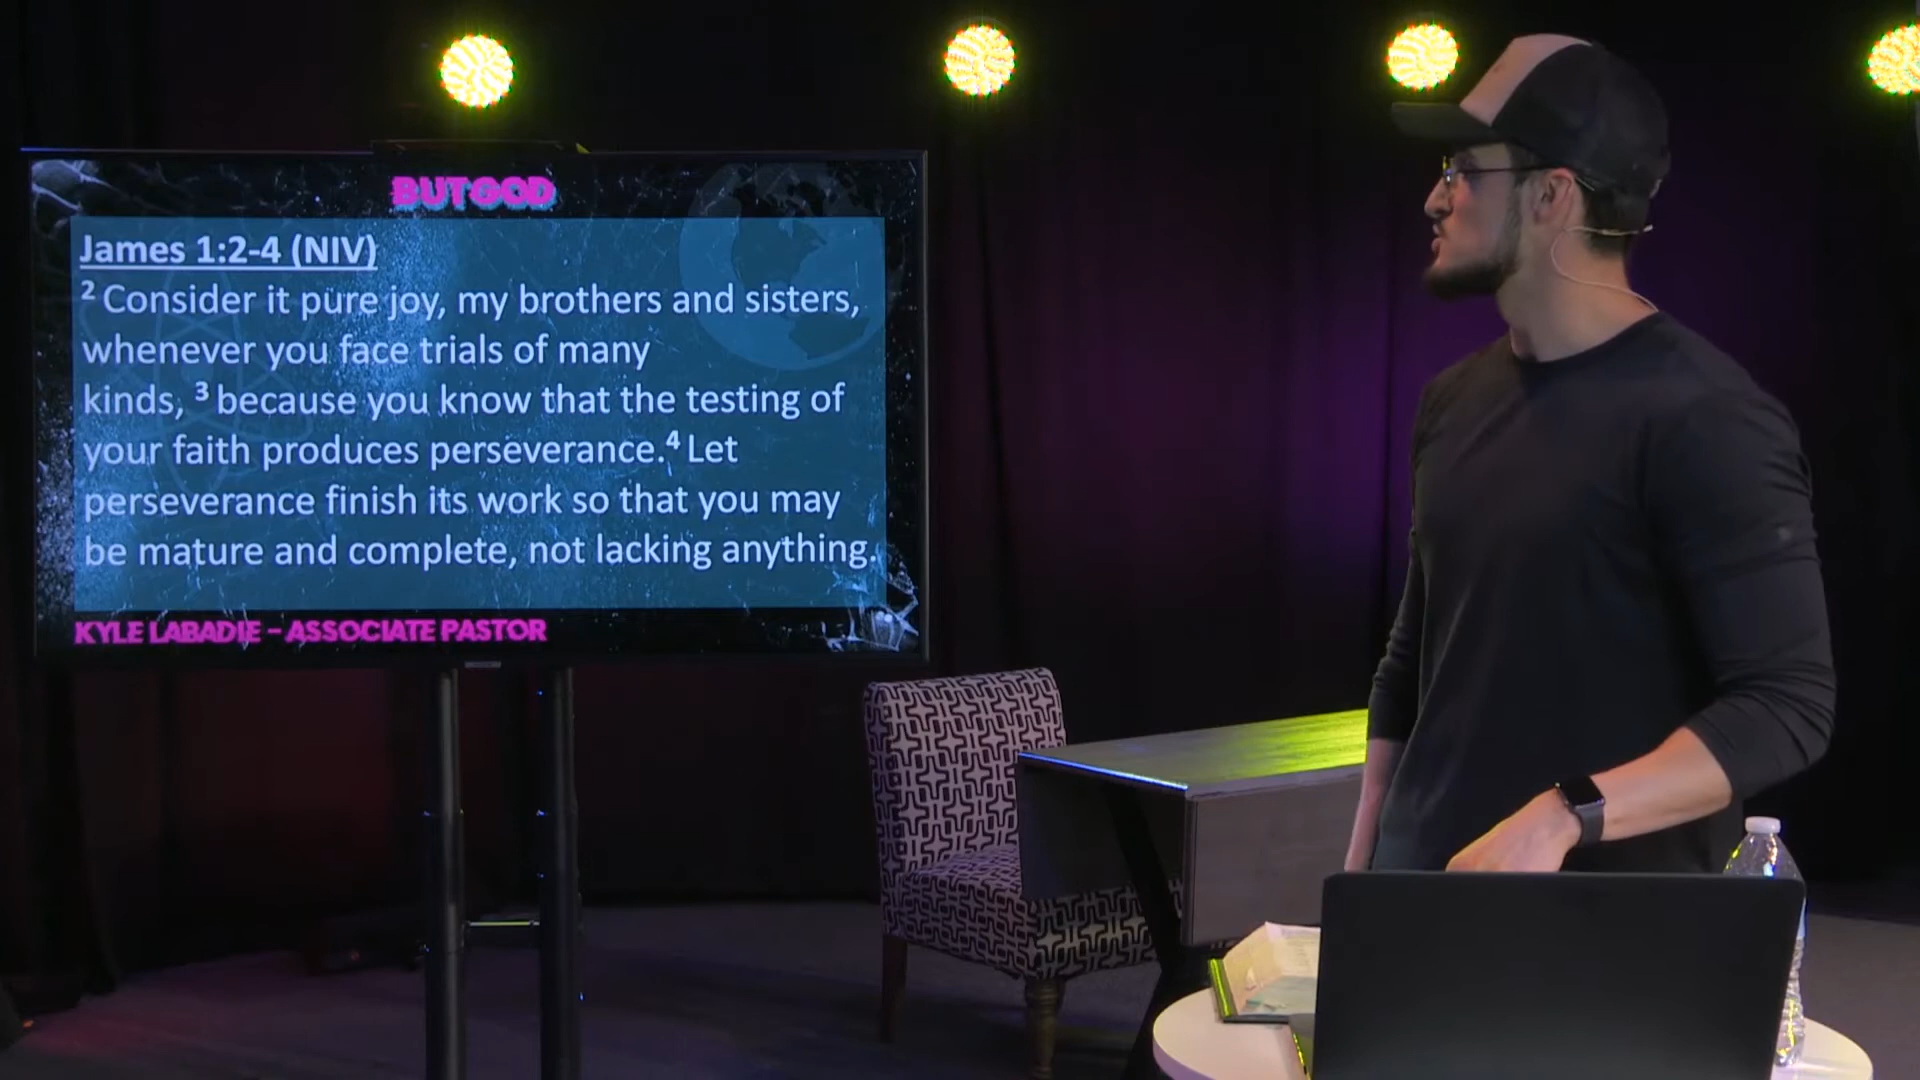 BUTGOD
James 1:2-4 (NIV)
² Consider it pure joy, my brothers and sisters,
whenever you face trials of many
kinds, ³ because you know that the testing of
your faith produces perseverance.⁴ Let
perseverance finish its work so that you may
be mature and complete, not lacking anything.
KYLE LABADIE - ASSOCIATE PASTOR